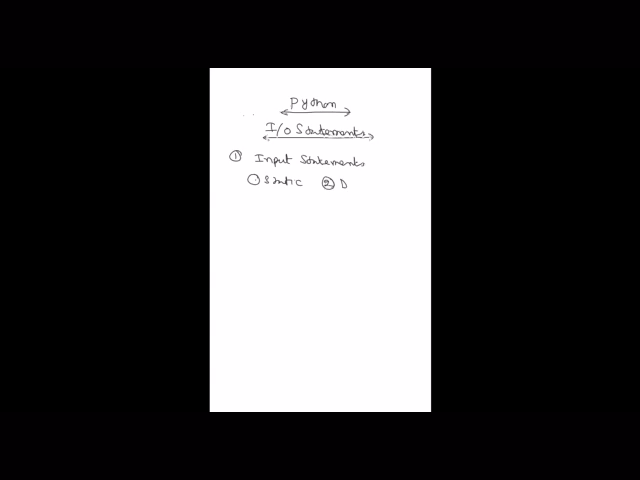 Python
I/O Statements
① Input Statements
① Static ② D